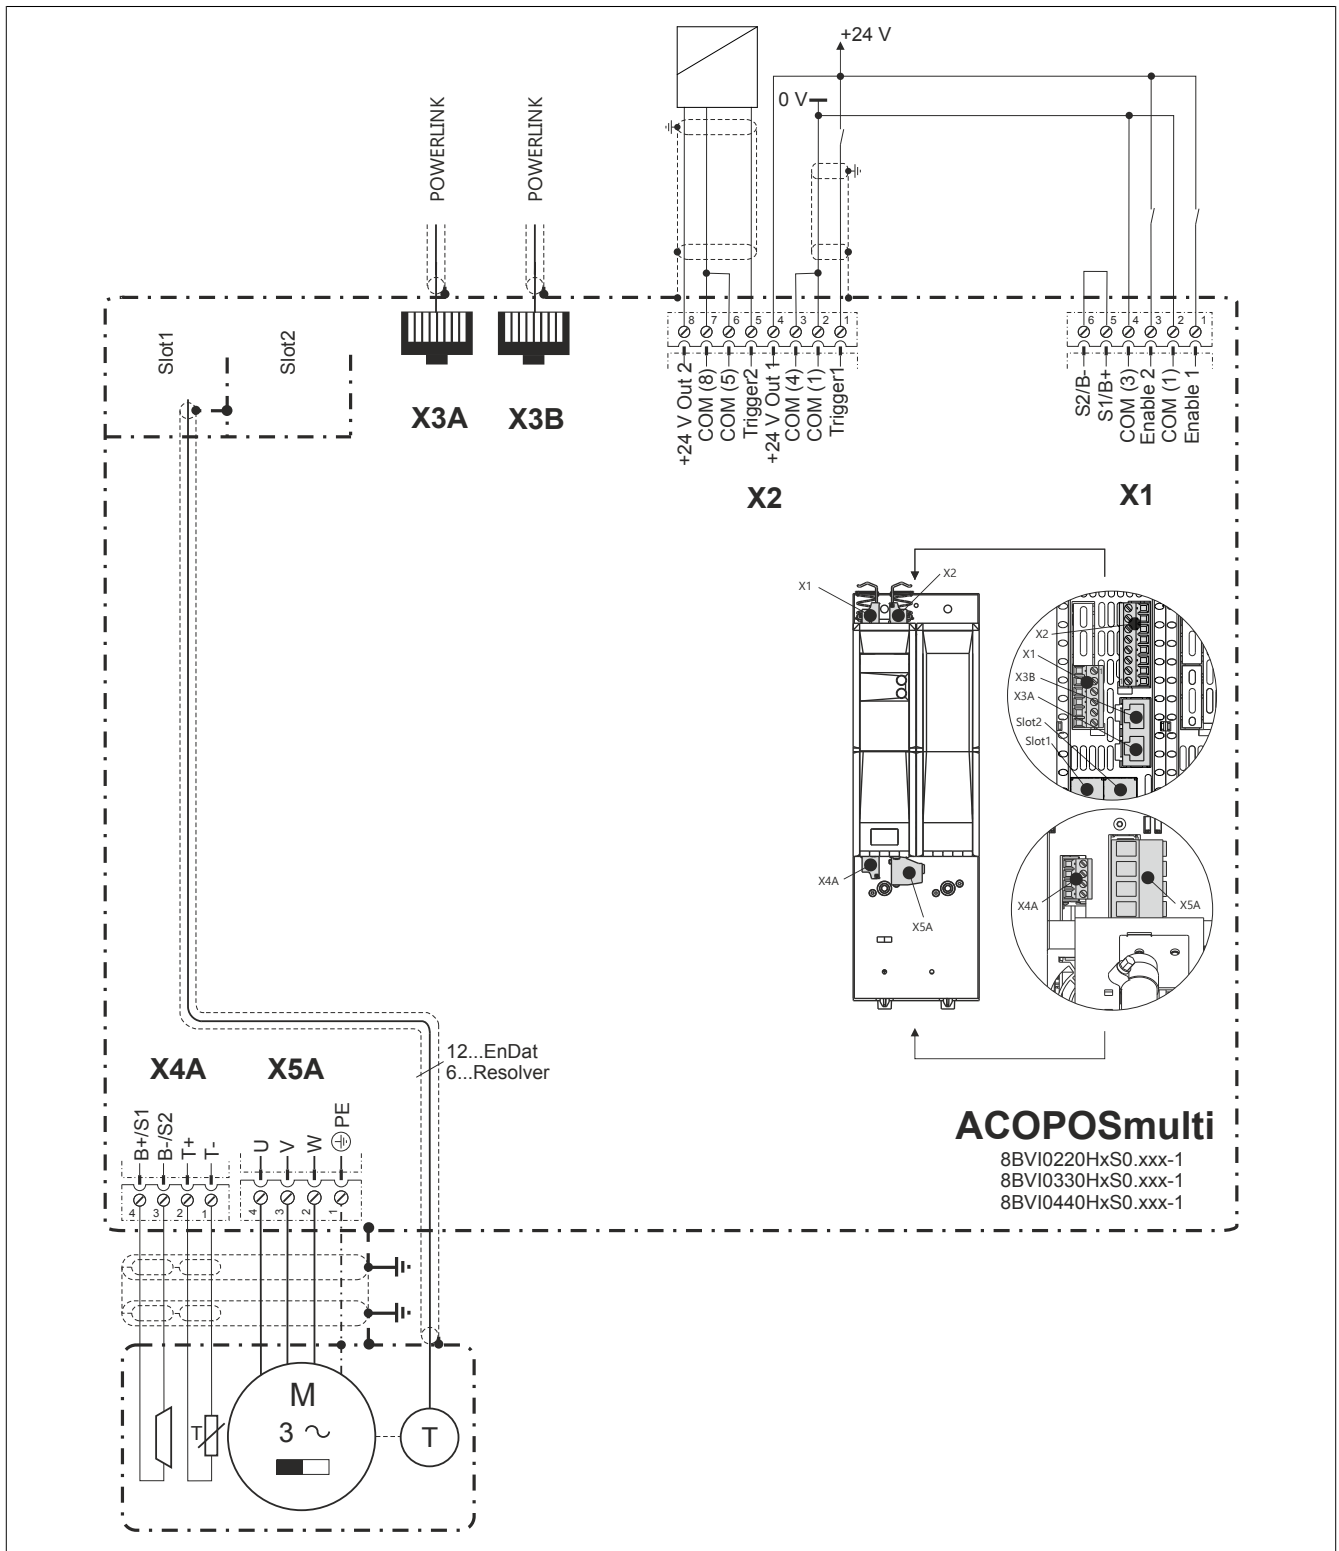 +24 V
0 V
POWERLINK
POWERLINK
Slot1
Slot2
X3A
X3B
8
7
6
5
4
3
2
1
+24 V Out 2
COM (8)
COM (5)
Trigger2
+24 V Out 1
COM (4)
COM (1)
Trigger1
X2
6
5
4
3
2
1
S2/B-
S1/B+
COM (3)
Enable 2
COM (1)
Enable 1
X1
X1
X2
X2
X1
X3B
X3A
Slot2
Slot1
X4A
X5A
X4A
X5A
12...EnDat
6...Resolver
X4A
X5A
B+/S1
B-/S2
T+
T-
U
V
W
PE
4
3
2
1
4
3
2
1
ACOPOSmulti
8BVI0220HxS0.xxx-1
8BVI0330HxS0.xxx-1
8BVI0440HxS0.xxx-1
M
3
T
T